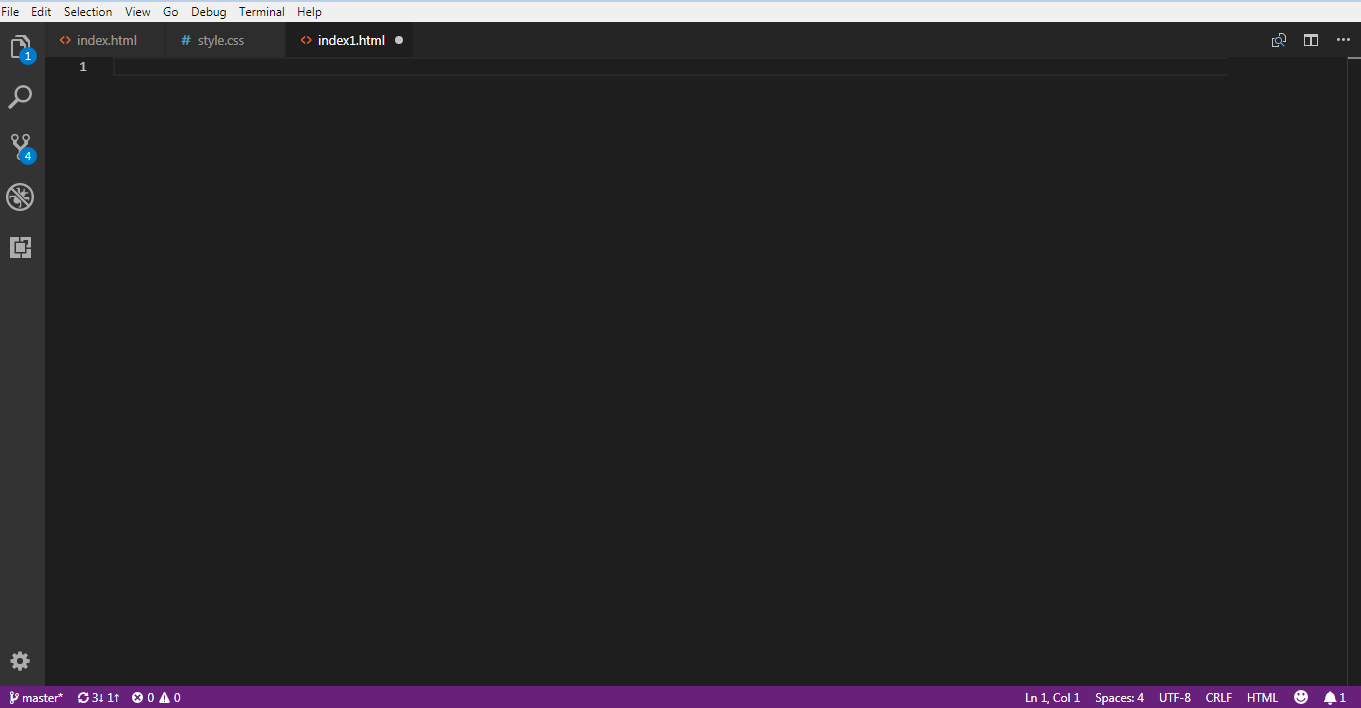 File Edit Selection View Go Debug Terminal Help
<> index.html # style.css <> index1.html
1
1
4
master* 3↓ 1↑ 0 0 Ln 1, Col 1 Spaces: 4 UTF-8 CRLF HTML 1